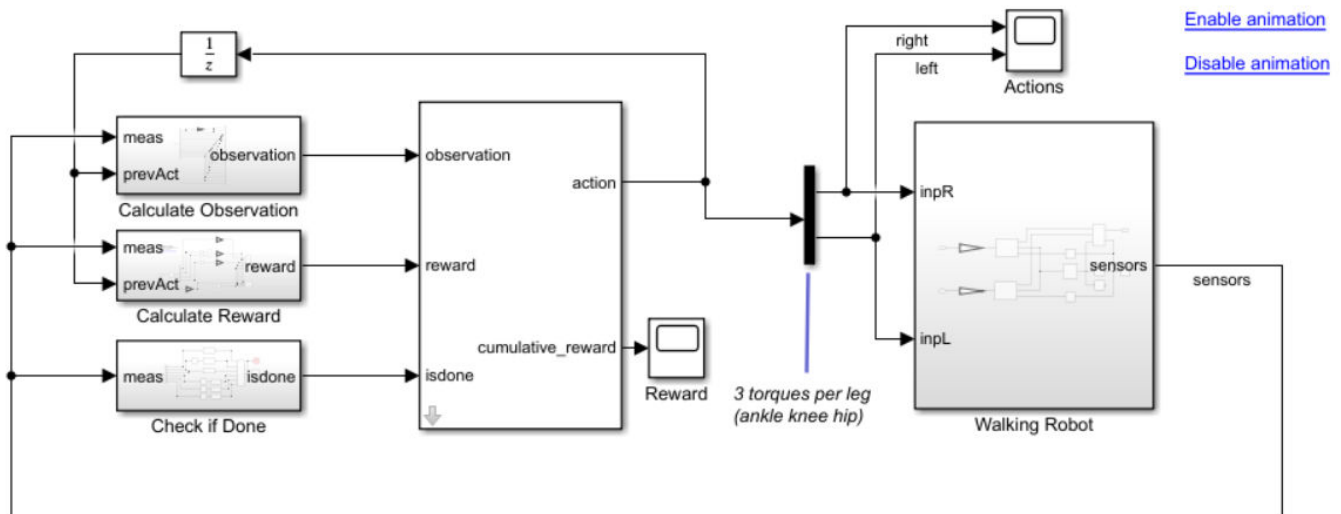 Enable animation
Disable animation
1
z
right
left
Actions
meas
prevAct
observation
Calculate Observation
meas
prevAct
reward
Calculate Reward
meas
isdone
Check if Done
observation
reward
isdone
action
cumulative_reward
Reward
3 torques per leg
(ankle knee hip)
inpR
inpL
sensors
Walking Robot
sensors